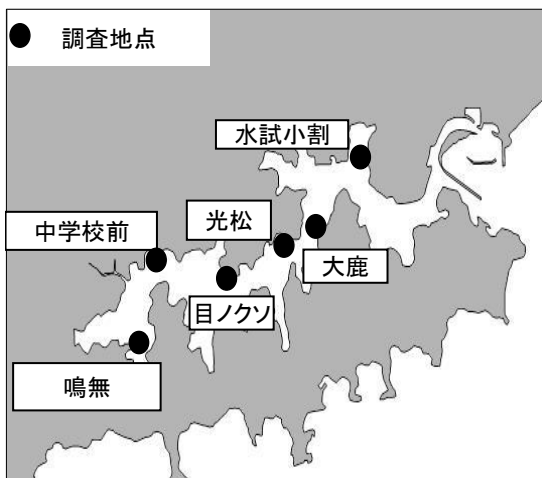 調査地点
水試小割
光松
中学校前
大鹿
目ノクソ
鳴無